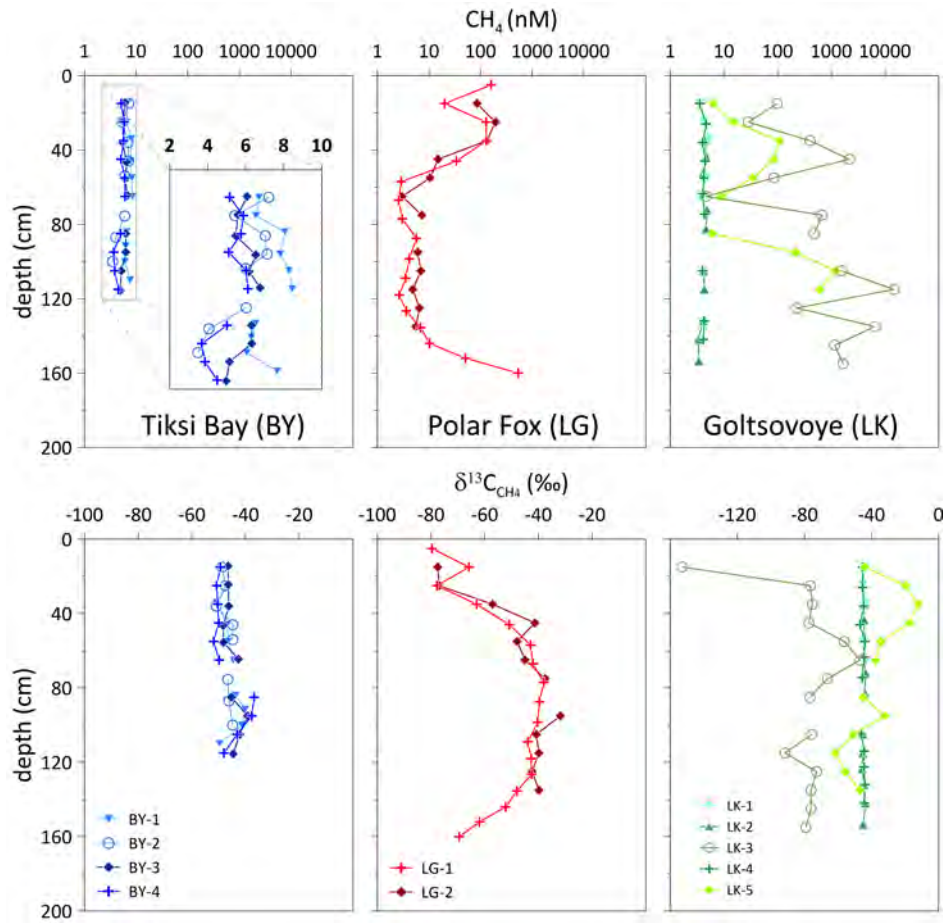 CH4 (nM)
1 10 100 1000 10000
1 10 100 1000 10000
1 10 100 1000 10000
0
40
80
120
160
200
depth (cm)
2 4 6 8 10
Tiksi Bay (BY)
Polar Fox (LG)
Goltsovoye (LK)
δ13C CH4 (‰)
-100 -80 -60 -40 -20
-100 -80 -60 -40 -20
-120 -80 -40 0
0
40
80
120
160
200
depth (cm)
BY-1
BY-2
BY-3
BY-4
LG-1
LG-2
LK-1
LK-2
LK-3
LK-4
LK-5